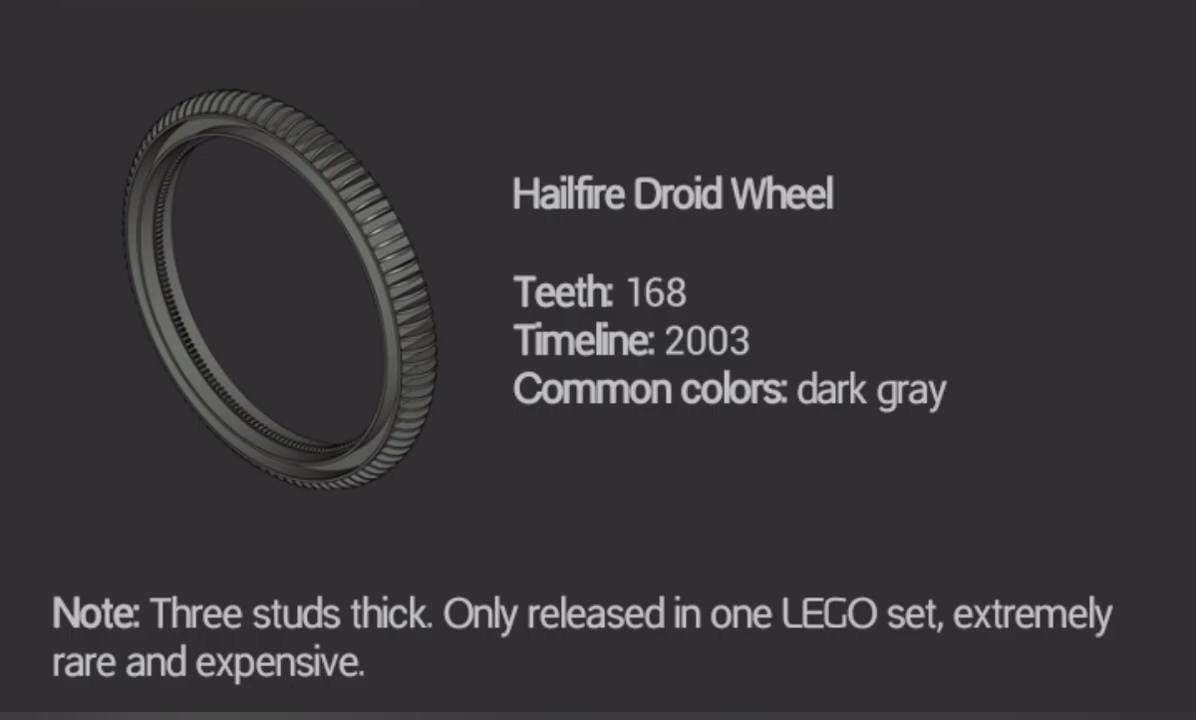 Hailfire Droid Wheel
Teeth: 168
Timeline: 2003
Common colors: dark gray
Note: Three studs thick. Only released in one LEGO set, extremely
rare and expensive.